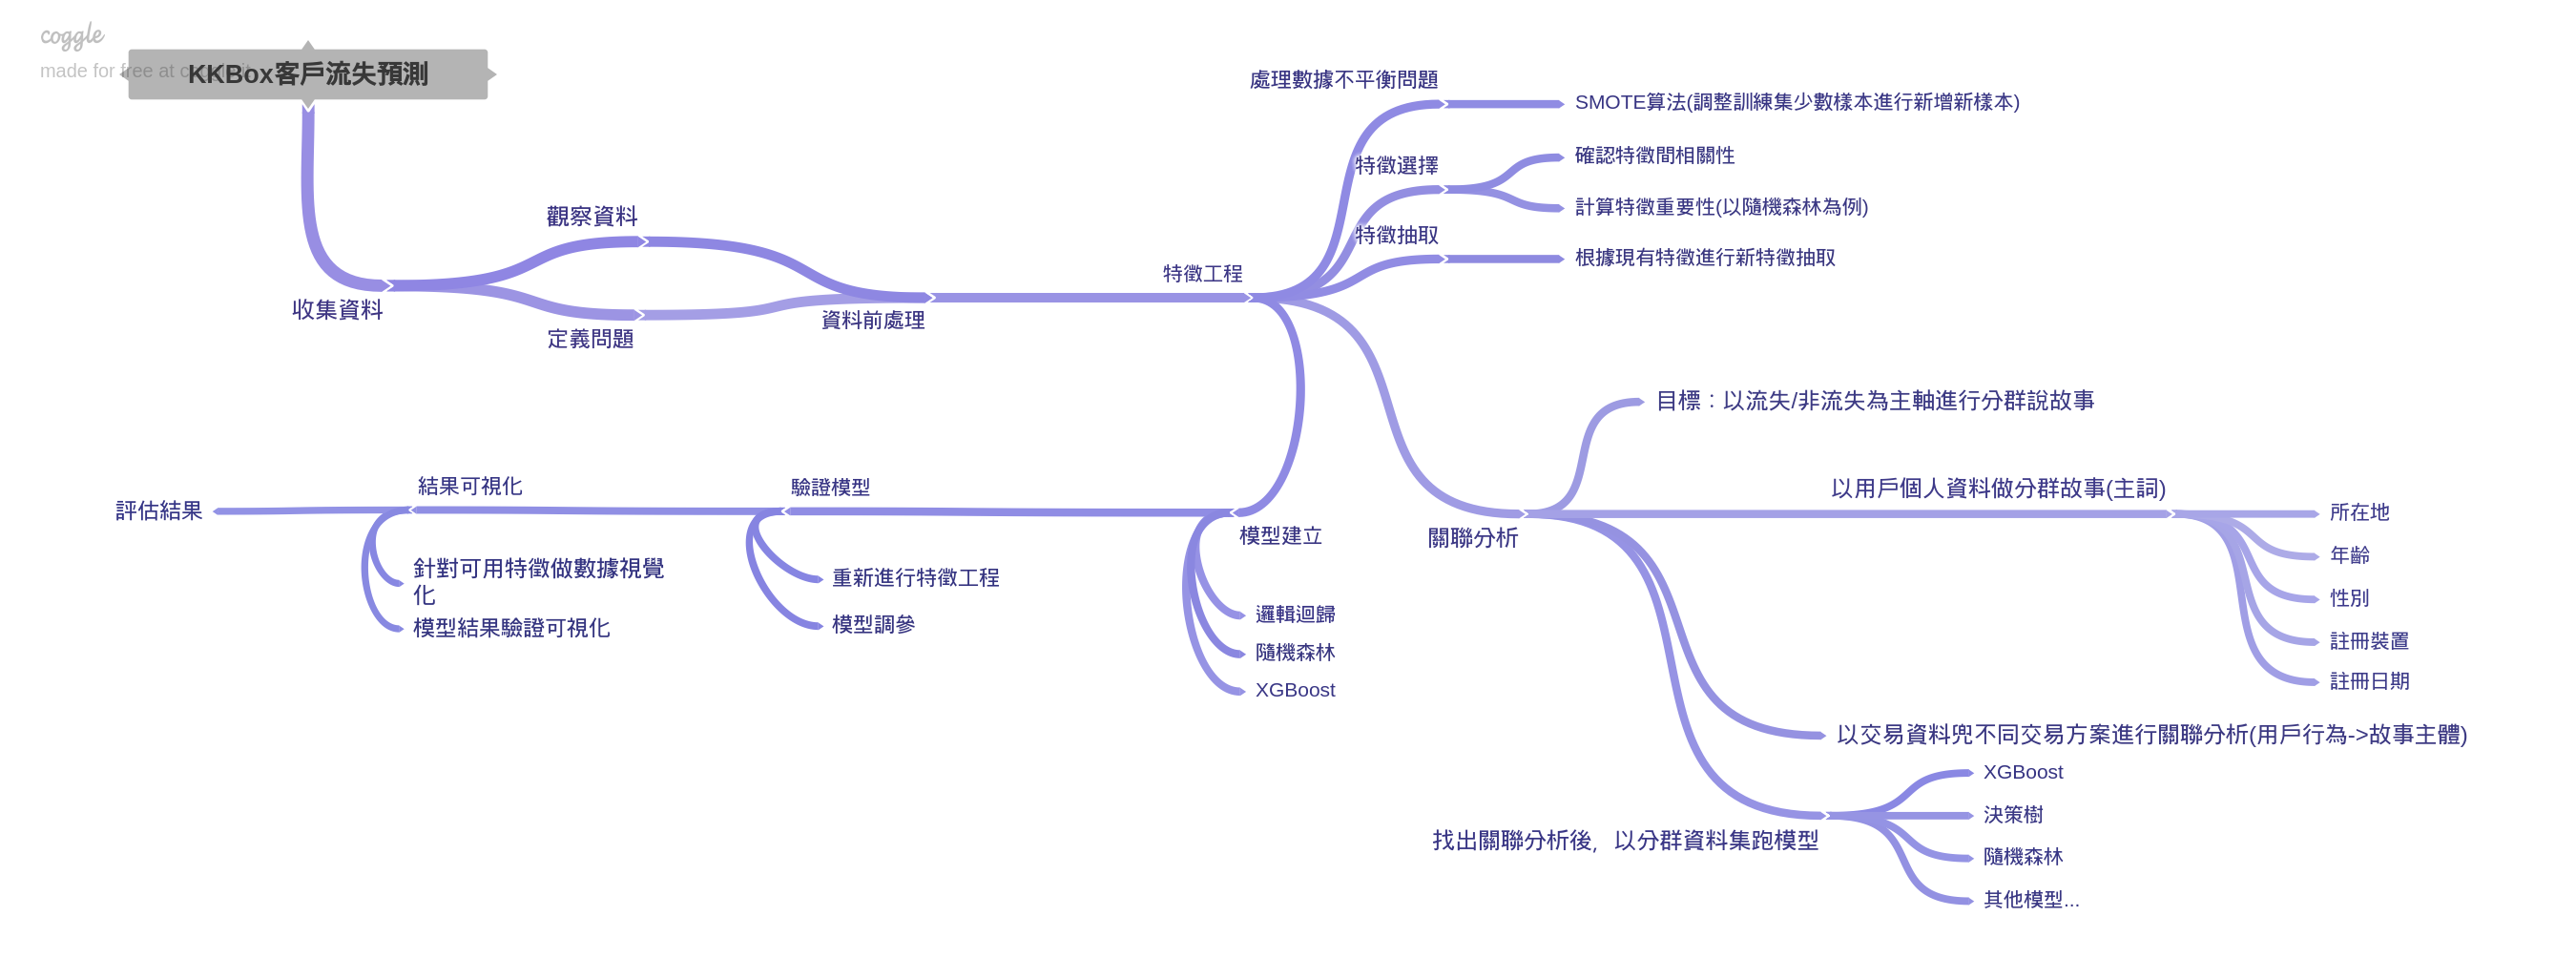 coggle
made for free at coggle.it
KKBox客戶流失預測
收集資料
觀察資料
定義問題
資料前處理
特徵工程
處理數據不平衡問題
SMOTE算法(調整訓練集少數樣本進行新增新樣本)
特徵選擇
確認特徵間相關性
計算特徵重要性(以隨機森林為例)
特徵抽取
根據現有特徵進行新特徵抽取
關聯分析
目標：以流失/非流失為主軸進行分群說故事
以用戶個人資料做分群故事(主詞)
所在地
年齡
性別
註冊裝置
註冊日期
以交易資料兜不同交易方案進行關聯分析(用戶行為->故事主體)
找出關聯分析後，以分群資料集跑模型
XGBoost
決策樹
隨機森林
其他模型...
模型建立
邏輯迴歸
隨機森林
XGBoost
驗證模型
重新進行特徵工程
模型調參
結果可視化
針對可用特徵做數據視覺
化
模型結果驗證可視化
評估結果